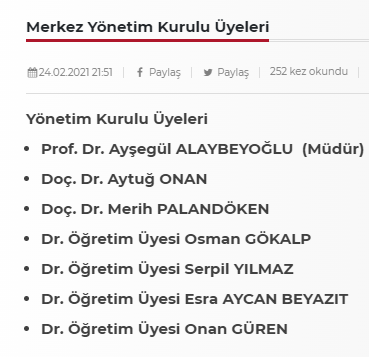 Merkez Yönetim Kurulu Üyeleri
24.02.2021 21:51 Paylaş Paylaş 252 kez okundu
Yönetim Kurulu Üyeleri
• Prof. Dr. Ayşegül ALAYBEYOĞLU (Müdür)
• Doç. Dr. Aytuğ ONAN
• Doç. Dr. Merih PALANDÖKEN
• Dr. Öğretim Üyesi Osman GÖKALP
• Dr. Öğretim Üyesi Serpil YILMAZ
• Dr. Öğretim Üyesi Esra AYCAN BEYAZIT
• Dr. Öğretim Üyesi Onan GÜREN